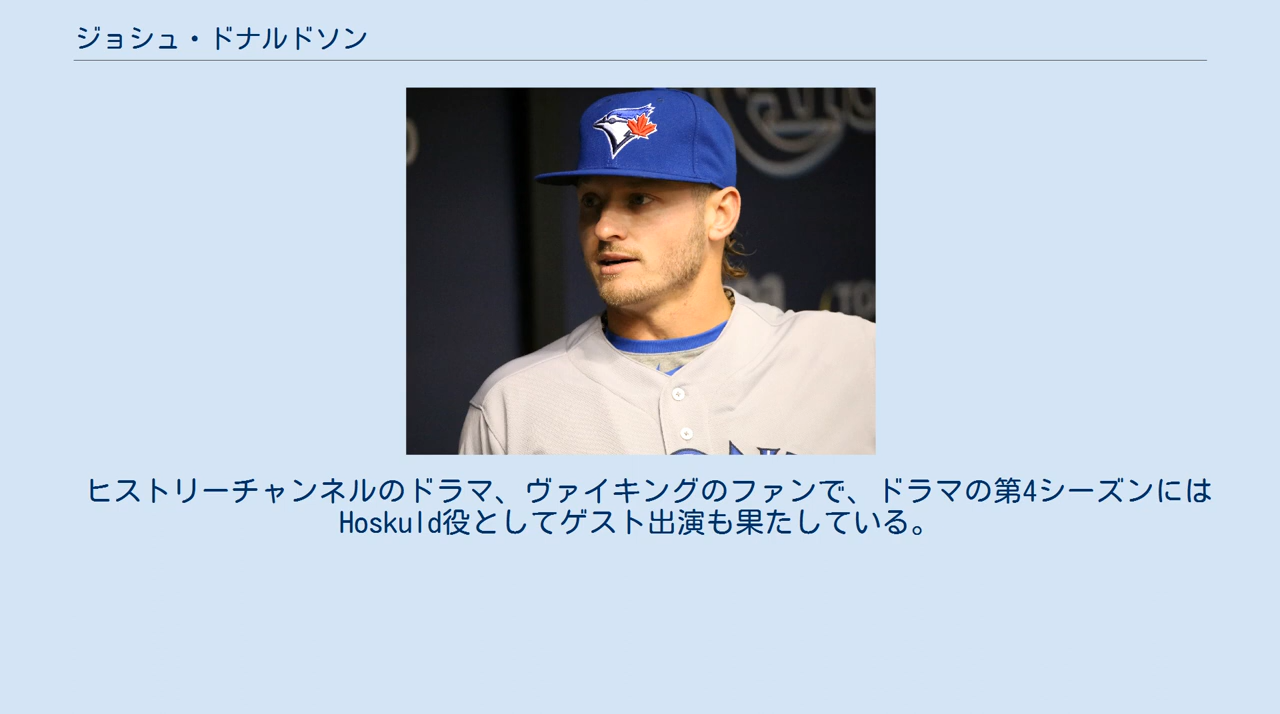 ジョシュ・ドナルドソン
ヒストリーチャンネルのドラマ、ヴァイキングのファンで、ドラマの第4シーズンには
Hoskuld役としてゲスト出演も果たしている。